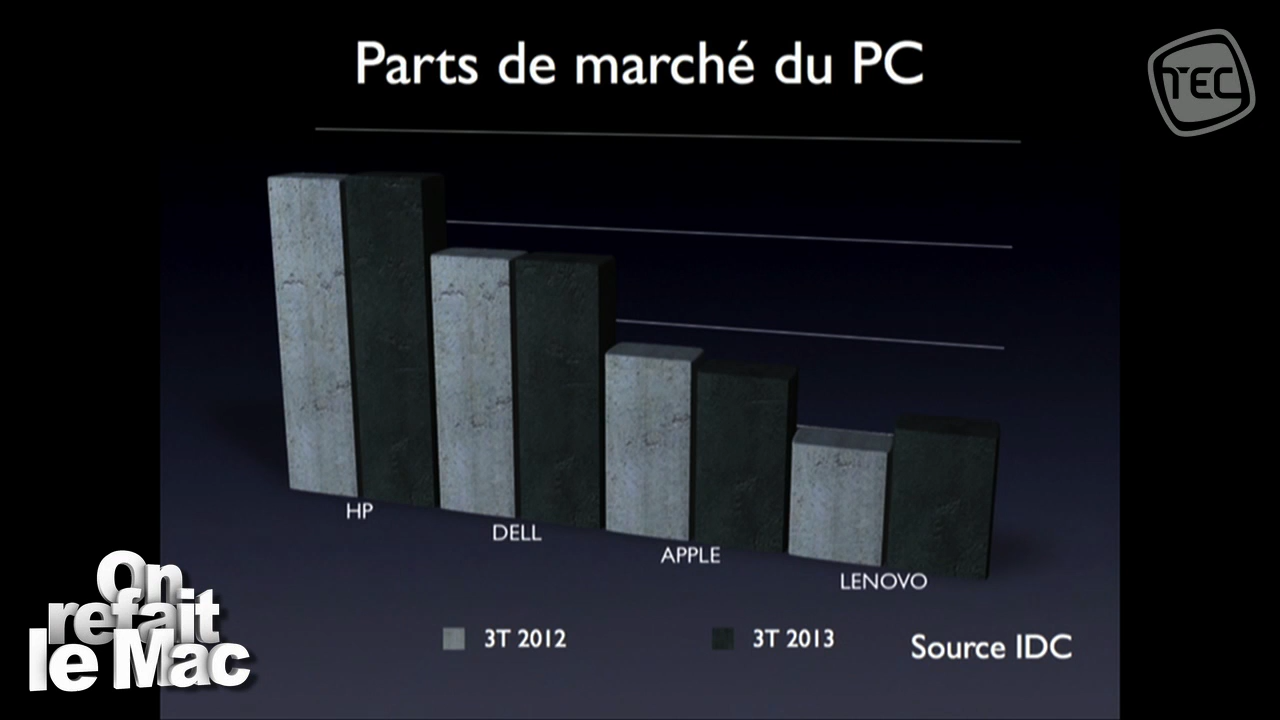 Parts de marché du PC
TEC
HP
DELL
APPLE
LENOVO
3T 2012
3T 2013
Source IDC
On
refait
le Mac